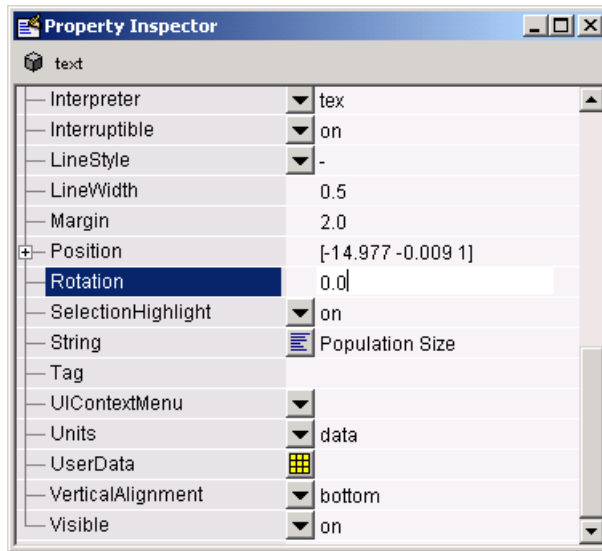 Property Inspector
text
Interpreter tex
Interruptible on
LineStyle -
LineWidth 0.5
Margin 2.0
Position [-14.977 -0.009 1]
Rotation 0.0
SelectionHighlight on
String Population Size
Tag
UIContextMenu
Units data
UserData
VerticalAlignment bottom
Visible on